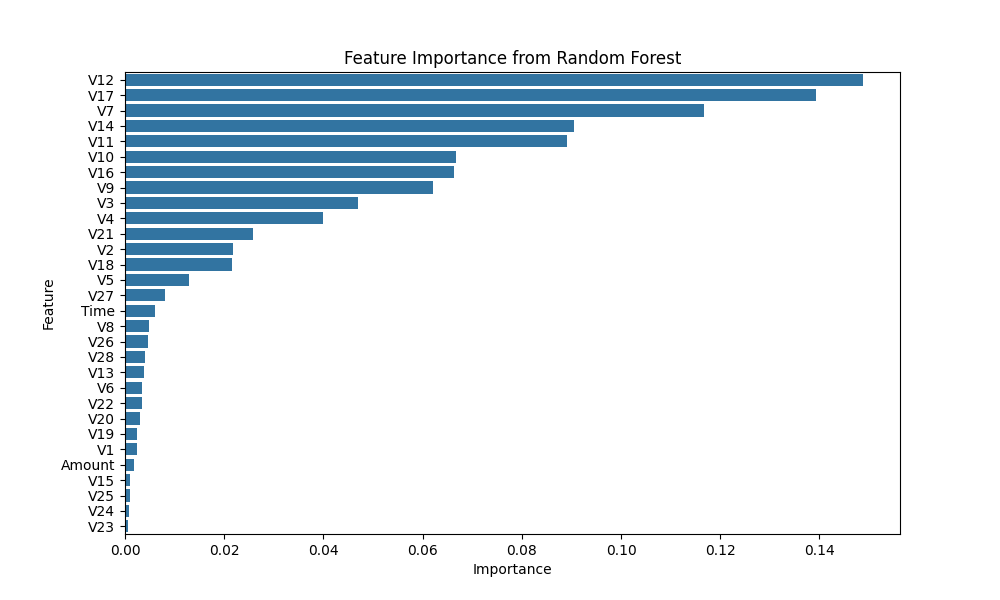 Feature Importance from Random Forest
V12
V17
V7
V14
V11
V10
V16
V9
V3
V4
V21
V2
V18
V5
V27
Time
V8
V26
V28
V13
V6
V22
V20
V19
V1
Amount
V15
V25
V24
V23
Feature
0.00 0.02 0.04 0.06 0.08 0.10 0.12 0.14
Importance